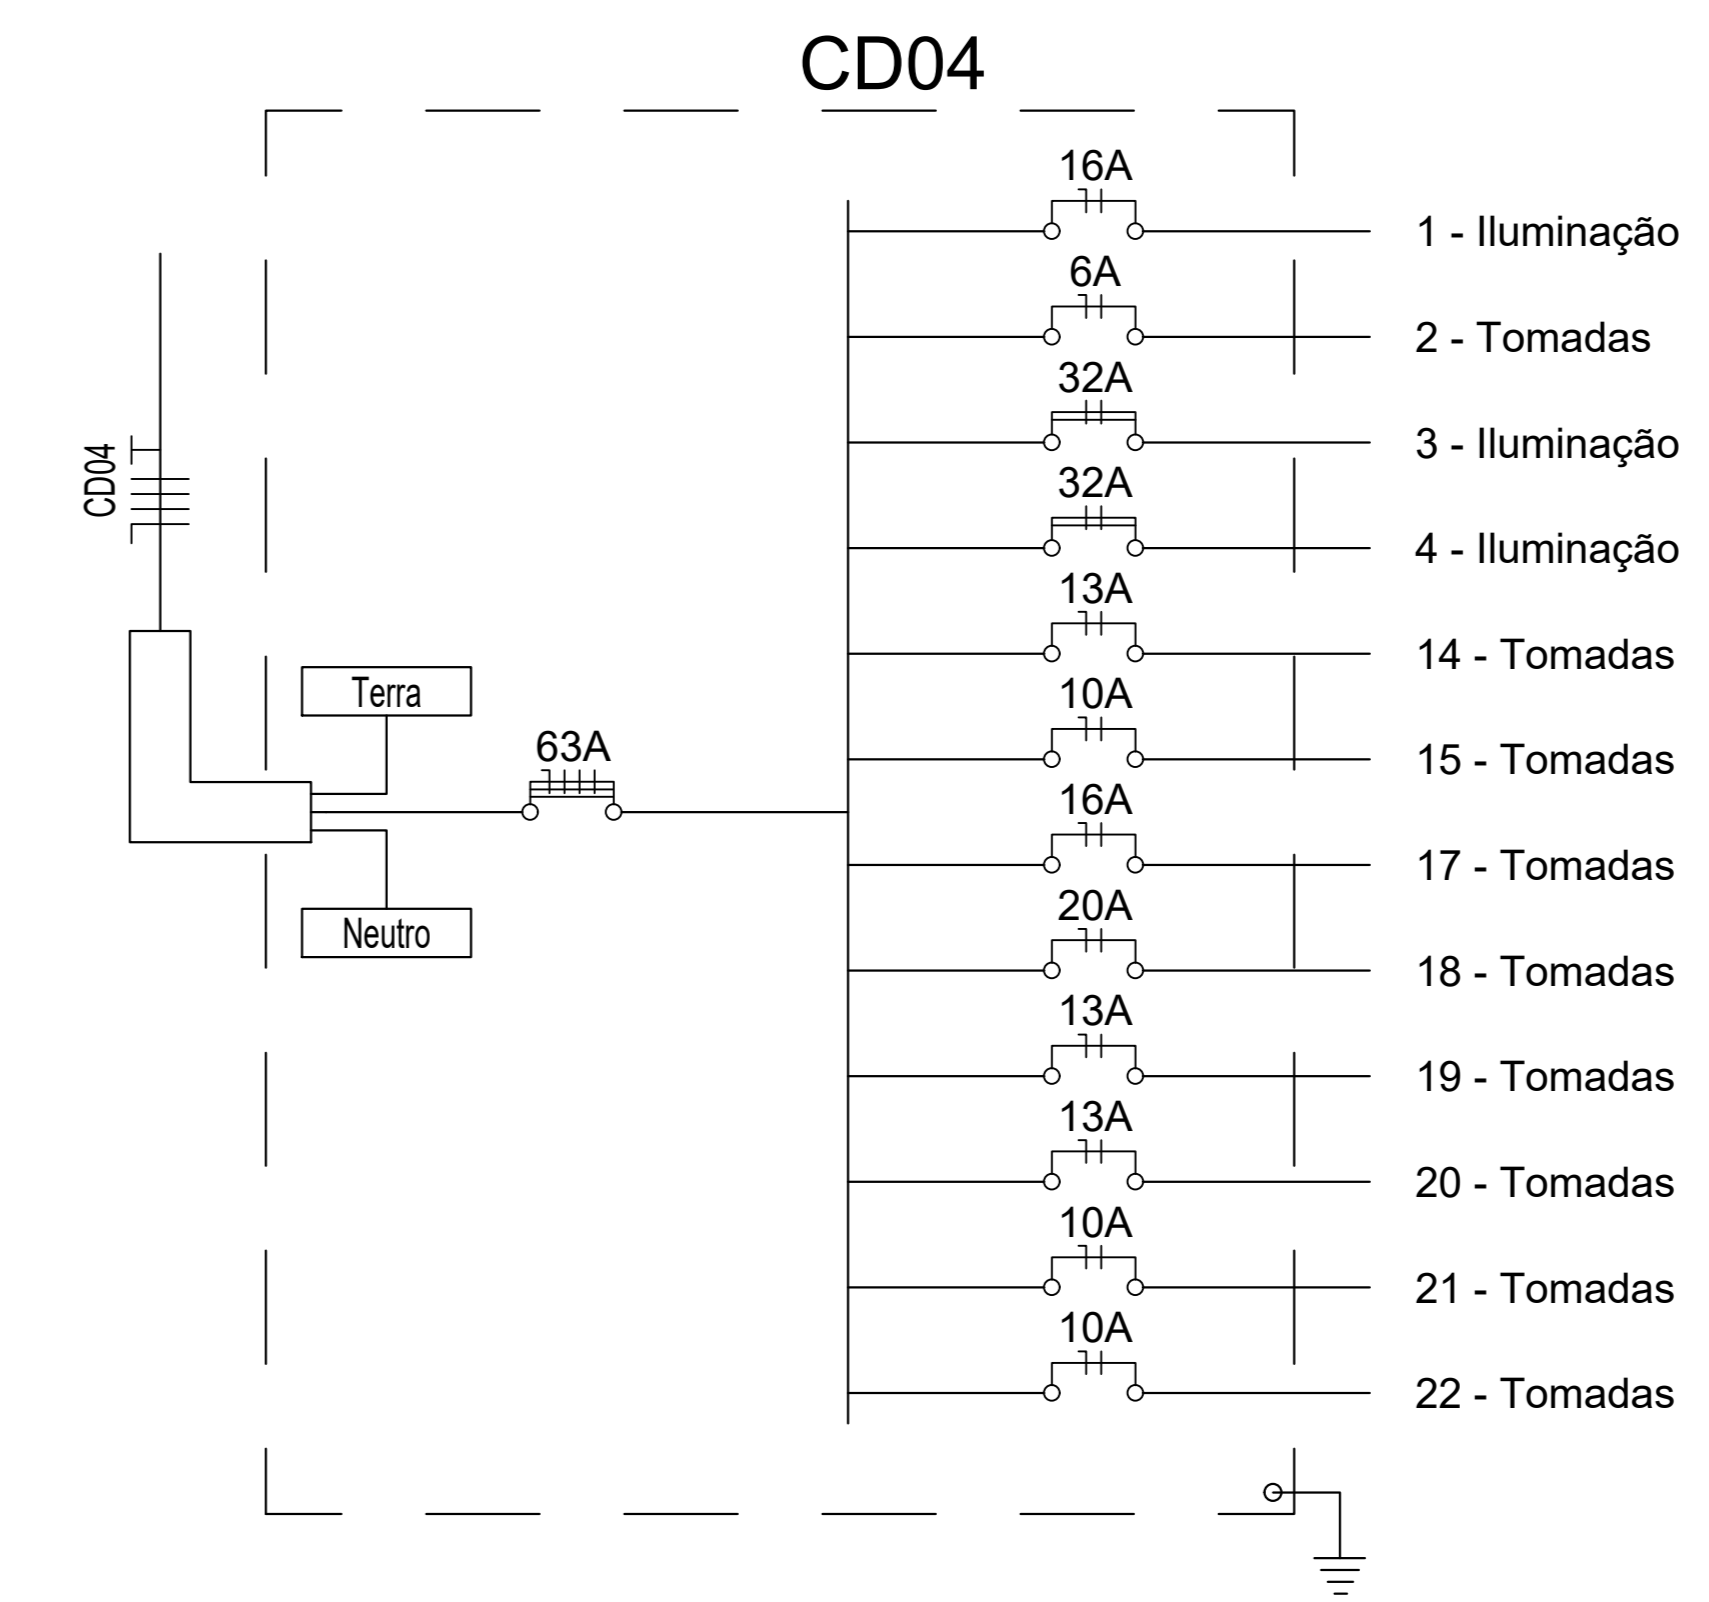 CD04
16A
1 - Iluminação
6A
2 - Tomadas
32A
3 - Iluminação
CD04
32A
4 - Iluminação
13A
14 - Tomadas
Terra
10A
15 - Tomadas
63A
16A
17 - Tomadas
Neutro
20A
18 - Tomadas
13A
19 - Tomadas
13A
20 - Tomadas
10A
21 - Tomadas
10A
22 - Tomadas